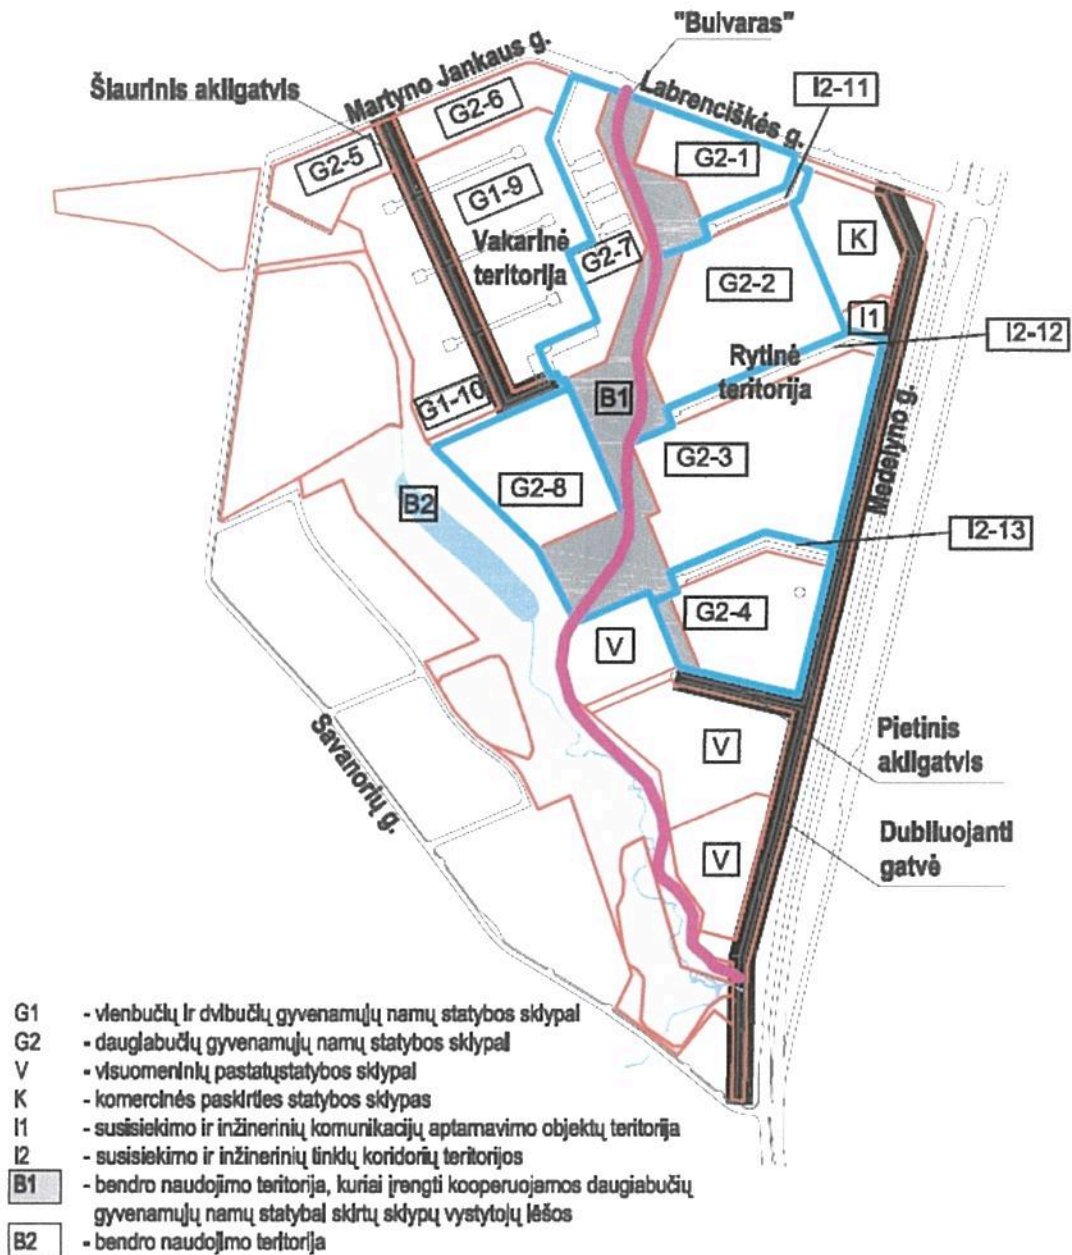 "Bulvaras"
Martyno Jankaus g.
Šiaurinis akligatvis
Labrenciškės g.
I2-11
G2-6
G2-5
G2-1
G1-9
K
Vakarinė
teritorija
G2-7
G2-2
I1
I2-12
Rytinė
teritorija
G1-10
B1
G2-3
Medelyno g.
G2-8
B2
I2-13
G2-4
V
Savanorių g.
V
Pietinis
akligatvis
V
Dubliuojanti
gatvė
G1 - vienbučių ir dvibučių gyvenamųjų namų statybos sklypai
G2 - daugiabučių gyvenamųjų namų statybos sklypai
V - visuomeninių pastatųstatybos sklypai
K - komercinės paskirties statybos sklypas
I1 - susisiekimo ir inžinerinių komunikacijų aptarnavimo objektų teritorija
I2 - susisiekimo ir inžinerinių tinklų koridorių teritorijos
B1 - bendro naudojimo teritorija, kuriai įrengti kooperuojamos daugiabučių
gyvenamųjų namų statybai skirtų sklypų vystytojų lėšos
B2 - bendro naudojimo teritorija